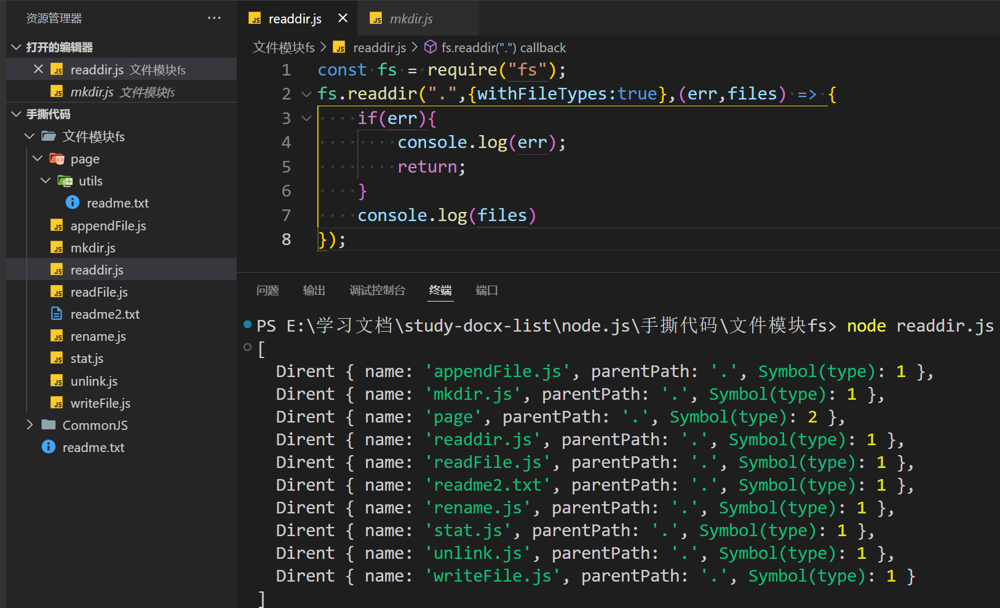 资源管理器 ···
打开的编辑器
readdir.js 文件模块fs
mkdir.js 文件模块fs
手撕代码
文件模块fs
page
utils
readme.txt
appendFile.js
mkdir.js
readdir.js
readFile.js
readme2.txt
rename.js
stat.js
unlink.js
writeFile.js
CommonJS
readme.txt
readdir.js mkdir.js
文件模块fs > readdir.js > fs.readdir(".") callback
1 const fs = require("fs");
2 fs.readdir(".",{withFileTypes:true},(err,files) => {
3 if(err){
4 console.log(err);
5 return;
6 }
7 console.log(files)
8 });
问题 输出 调试控制台 终端 端口
PS E:\学习文档\study-docx-list\node.js\手撕代码\文件模块fs> node readdir.js
[
Dirent { name: 'appendFile.js', parentPath: '.', Symbol(type): 1 },
Dirent { name: 'mkdir.js', parentPath: '.', Symbol(type): 1 },
Dirent { name: 'page', parentPath: '.', Symbol(type): 2 },
Dirent { name: 'readdir.js', parentPath: '.', Symbol(type): 1 },
Dirent { name: 'readFile.js', parentPath: '.', Symbol(type): 1 },
Dirent { name: 'readme2.txt', parentPath: '.', Symbol(type): 1 },
Dirent { name: 'rename.js', parentPath: '.', Symbol(type): 1 },
Dirent { name: 'stat.js', parentPath: '.', Symbol(type): 1 },
Dirent { name: 'unlink.js', parentPath: '.', Symbol(type): 1 },
Dirent { name: 'writeFile.js', parentPath: '.', Symbol(type): 1 }
]